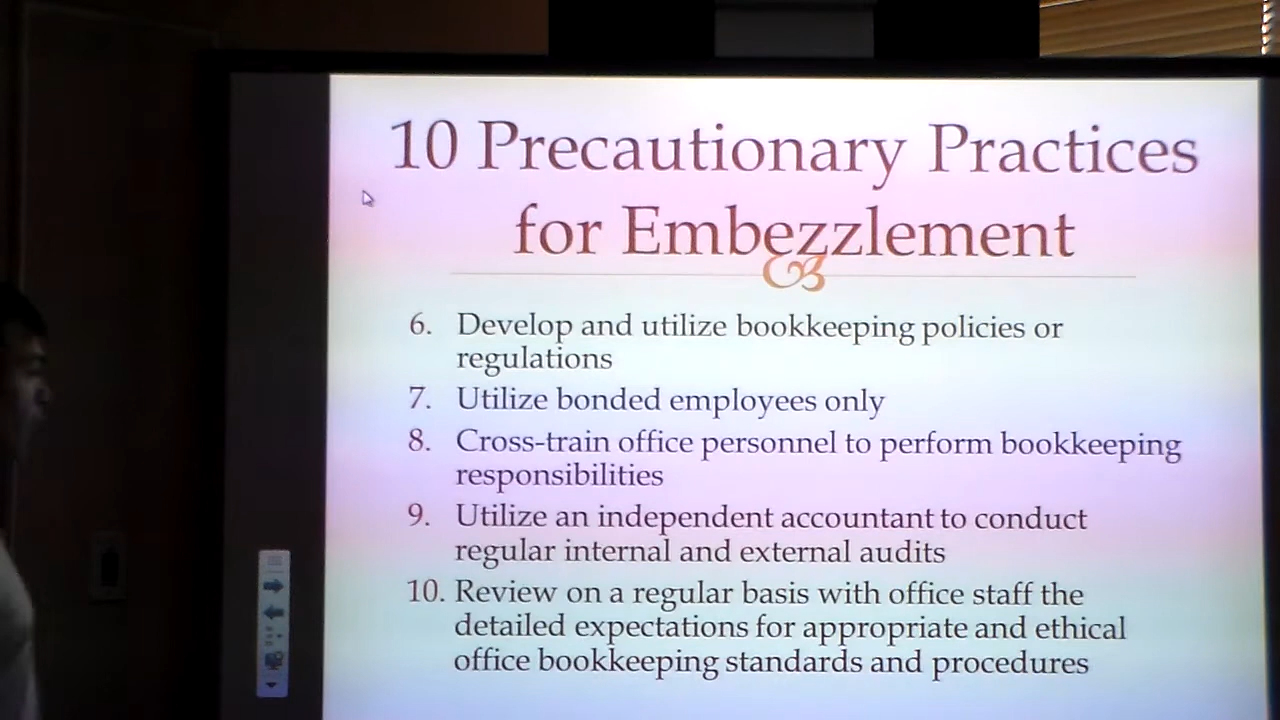 10 Precautionary Practices
for Embezzlement
6. Develop and utilize bookkeeping policies or
regulations
7. Utilize bonded employees only
8. Cross-train office personnel to perform bookkeeping
responsibilities
9. Utilize an independent accountant to conduct
regular internal and external audits
10. Review on a regular basis with office staff the
detailed expectations for appropriate and ethical
office bookkeeping standards and procedures